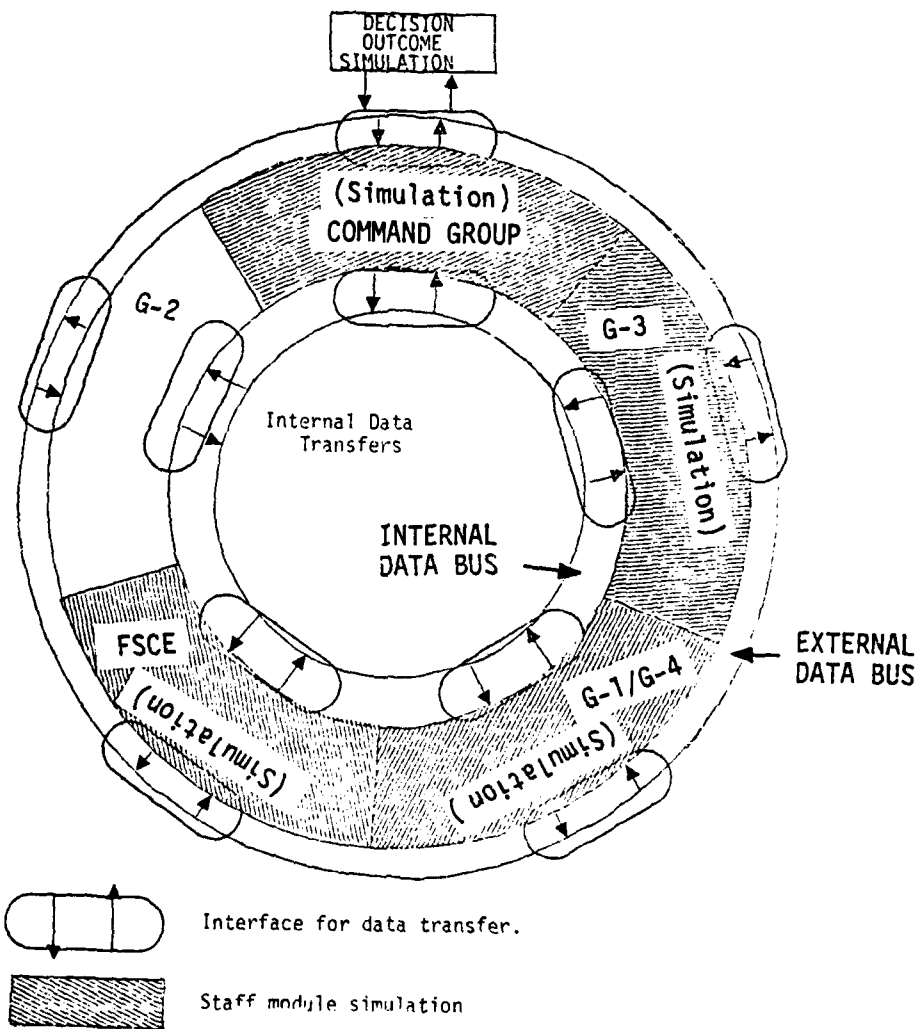 DECISION
OUTCOME
SIMULATION
(Simulation)
COMMAND GROUP
G-2
G-3
(Simulation)
Internal Data
Transfers
INTERNAL
DATA BUS
FSCE
(Simulation)
G-1/G-4
(Simulation)
EXTERNAL
DATA BUS
Interface for data transfer.
Staff module simulation